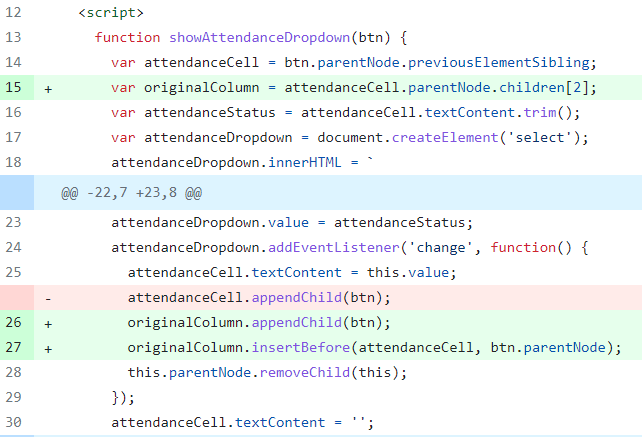 12 <script>
13 function showAttendanceDropdown(btn) {
14 var attendanceCell = btn.parentNode.previousElementSibling;
15 + var originalColumn = attendanceCell.parentNode.children[2];
16 var attendanceStatus = attendanceCell.textContent.trim();
17 var attendanceDropdown = document.createElement('select');
18 attendanceDropdown.innerHTML = `
@@ -22,7 +23,8 @@
23 attendanceDropdown.value = attendanceStatus;
24 attendanceDropdown.addEventListener('change', function() {
25 attendanceCell.textContent = this.value;
- attendanceCell.appendChild(btn);
26 + originalColumn.appendChild(btn);
27 + originalColumn.insertBefore(attendanceCell, btn.parentNode);
28 this.parentNode.removeChild(this);
29 });
30 attendanceCell.textContent = '';